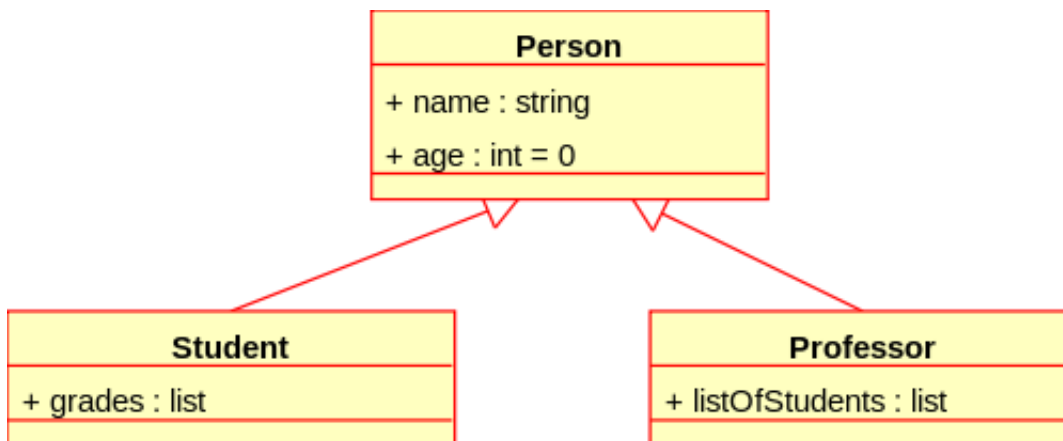 Person
+ name : string
+ age : int = 0
Student
+ grades : list
Professor
+ listOfStudents : list